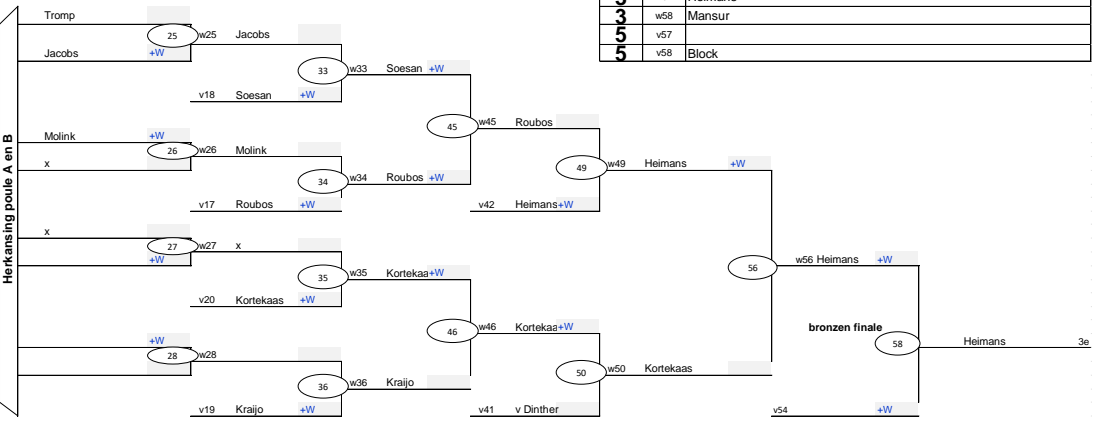 Herkansing poule A en B
3 w58 Mansur
5 v57
5 v58 Block
Tromp
25 w25 Jacobs
Jacobs +W
33 w33 Soesan +W
v18 Soesan +W
45 w45 Roubos
Molink +W
26 w26 Molink
x
49 w49 Heimans +W
34 w34 Roubos +W
v17 Roubos +W
v42 Heimans+W
x
27 w27 x
+W
56 w56 Heimans +W
35 w35 Kortekaa+W
v20 Kortekaas +W
46 w46 Kortekaa+W
bronzen finale
58 Heimans 3e
+W
28 w28
50 w50 Kortekaas
36 w36 Kraijo
v19 Kraijo +W
v41 v Dinther
v54 +W